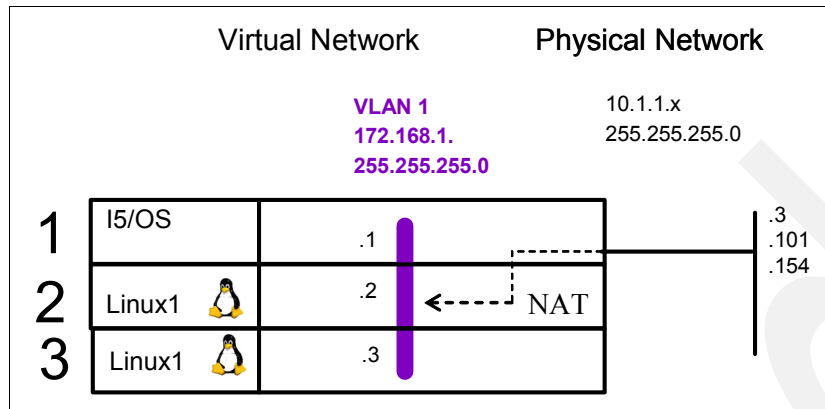 Virtual Network
Physical Network
VLAN 1
172.168.1.
255.255.255.0
10.1.1.x
255.255.255.0
1
I5/OS
.1
.3
.101
.154
2
Linux1
.2
NAT
3
Linux1
.3